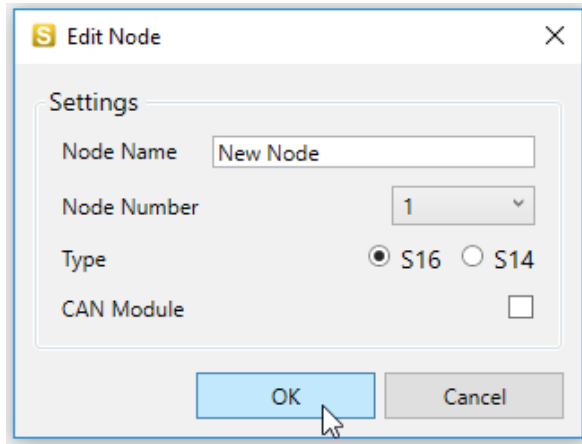 S Edit Node
Settings
Node Name New Node
Node Number 1
Type S16 S14
CAN Module
OK Cancel